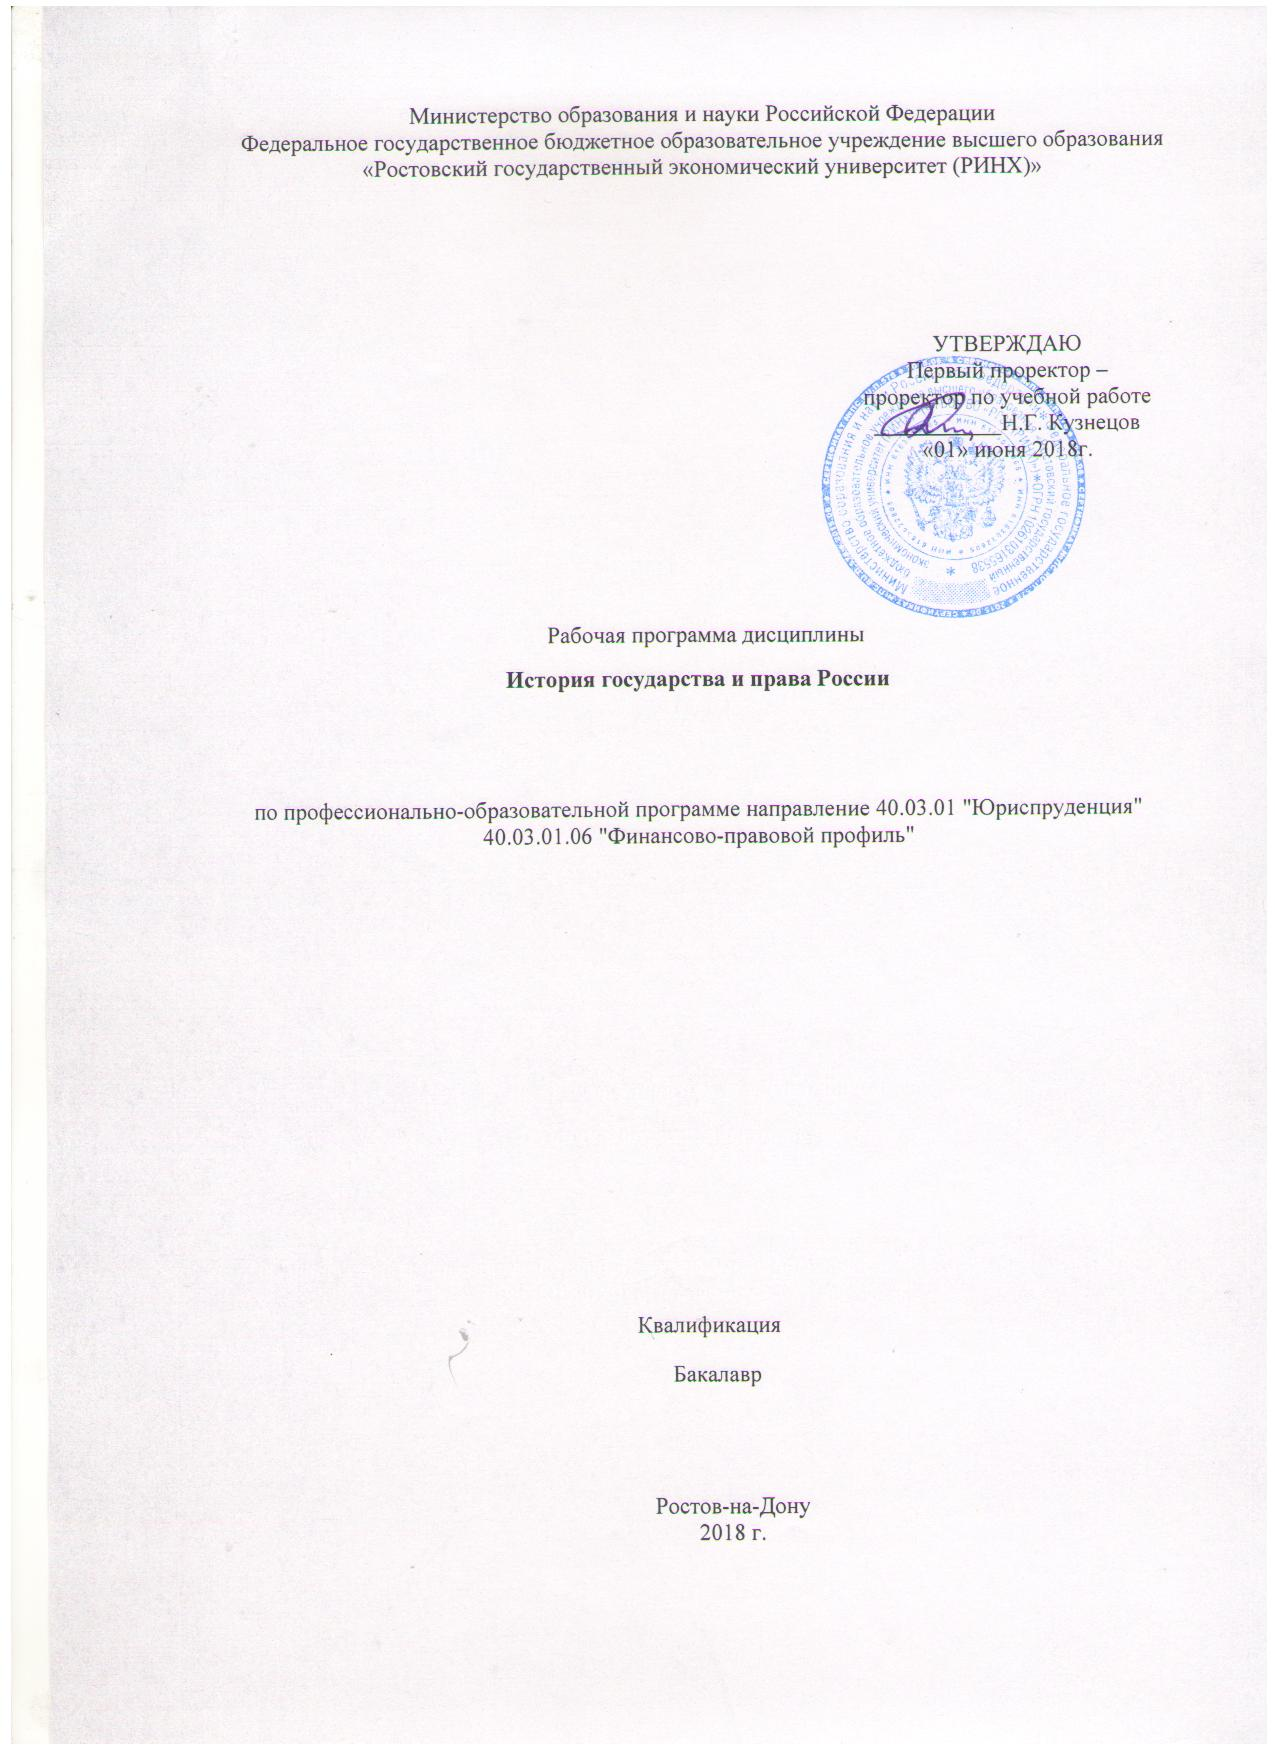 Министерство образования и науки Российской Федерации
Федеральное государственное бюджетное образовательное учреждение высшего образования
«Ростовский государственный экономический университет (РИНХ)»
УТВЕРЖДАЮ
Первый проректор –
проректор по учебной работе
Н.Г. Кузнецов
«01» июня 2018г.
Рабочая программа дисциплины
История государства и права России
по профессионально-образовательной программе направление 40.03.01 "Юриспруденция"
40.03.01.06 "Финансово-правовой профиль"
Квалификация
Бакалавр
Ростов-на-Дону
2018 г.